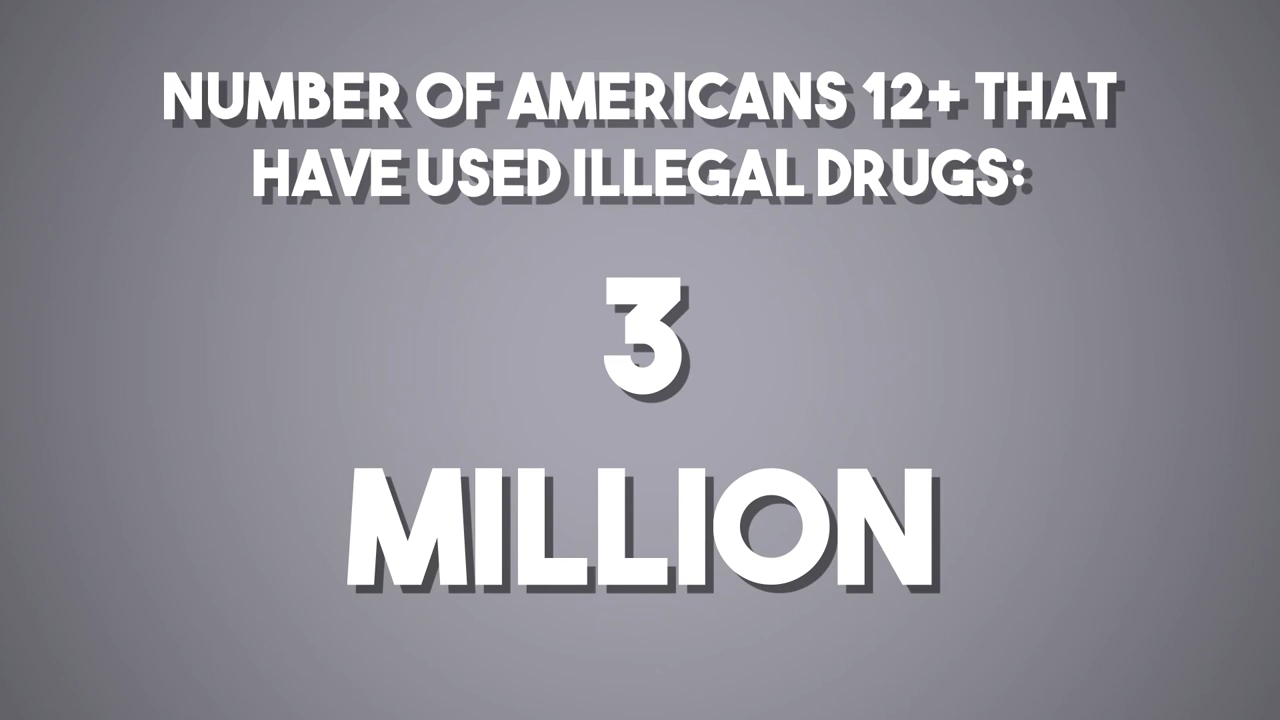 NUMBER OF AMERICANS 12+ THAT
HAVE USED ILLEGAL DRUGS:
3
MILLION